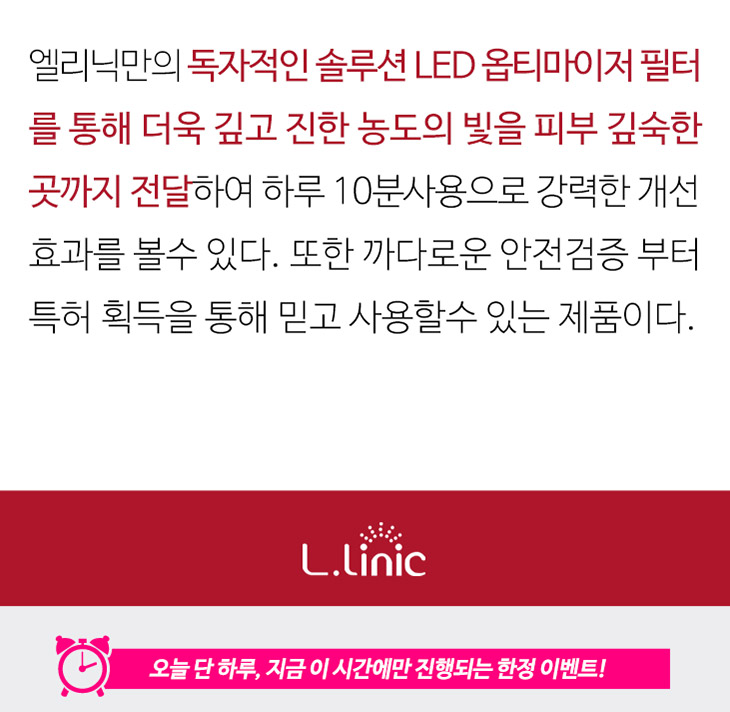 엘리닉만의 독자적인 솔루션 LED 옵티마이저 필터
를 통해 더욱 깊고 진한 농도의 빛을 피부 깊숙한
곳까지 전달하여 하루 10분사용으로 강력한 개선
효과를 볼수 있다. 또한 까다로운 안전검증 부터
특허 획득을 통해 믿고 사용할수 있는 제품이다.
L.linic
오늘 단 하루, 지금 이 시간에만 진행되는 한정 이벤트!